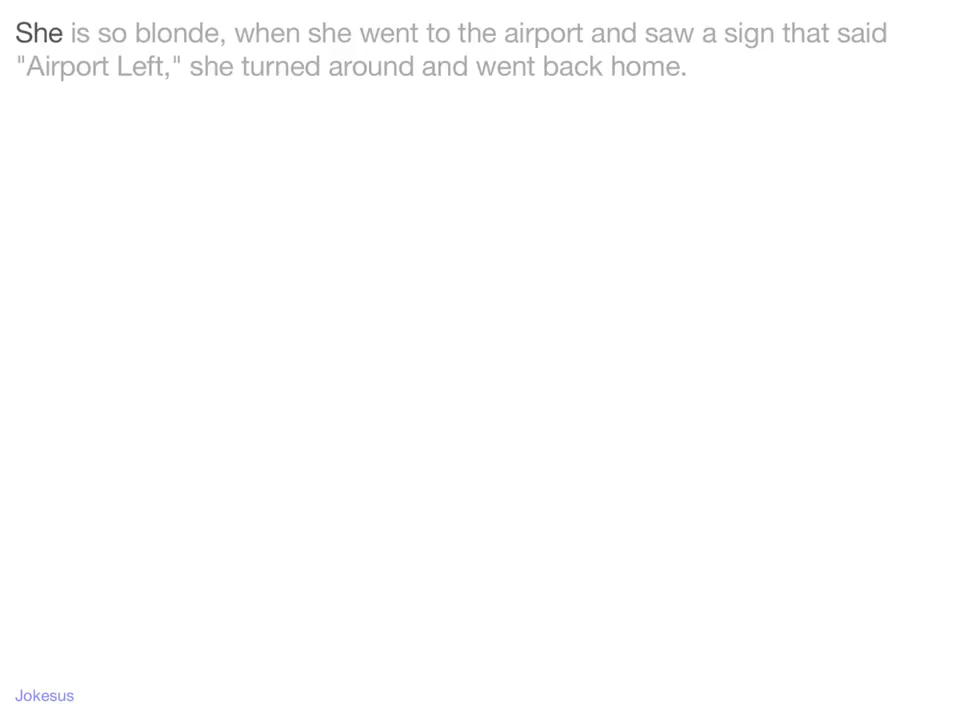 She is so blonde, when she went to the airport and saw a sign that said
"Airport Left," she turned around and went back home.
Jokesus